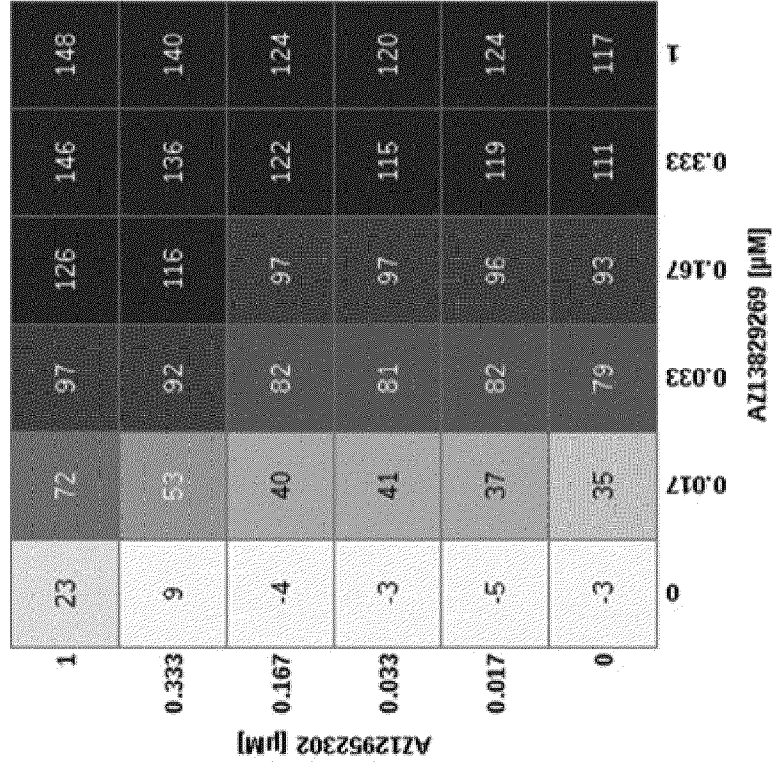 1 23 72 97 126 146 148
0.333 9 53 92 116 136 140
0.167 -4 40 82 97 122 124
0.033 -3 41 81 97 115 120
0.017 -5 37 82 96 119 124
0 -3 35 79 93 111 117
0 0.017 0.033 0.167 0.333 1
AZ12952302 [µM]
AZ13829269 [µM]